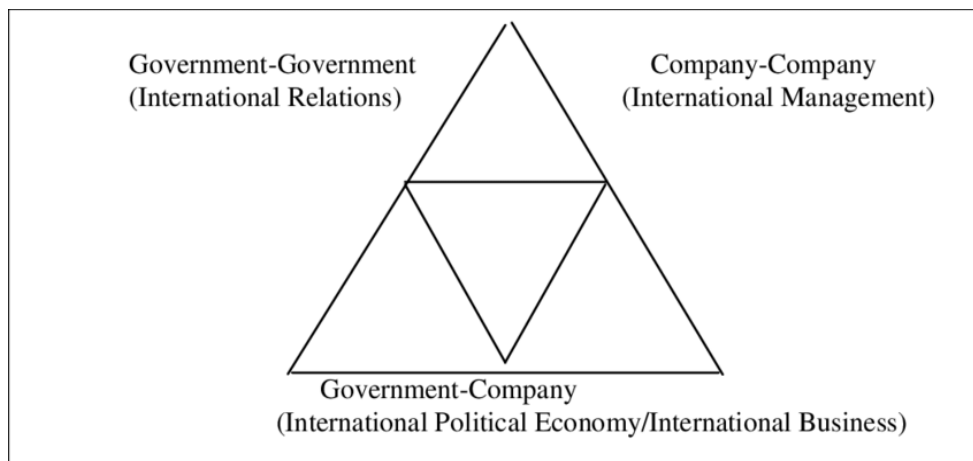 Government-Government
(International Relations)
Company-Company
(International Management)
Government-Company
(International Political Economy/International Business)